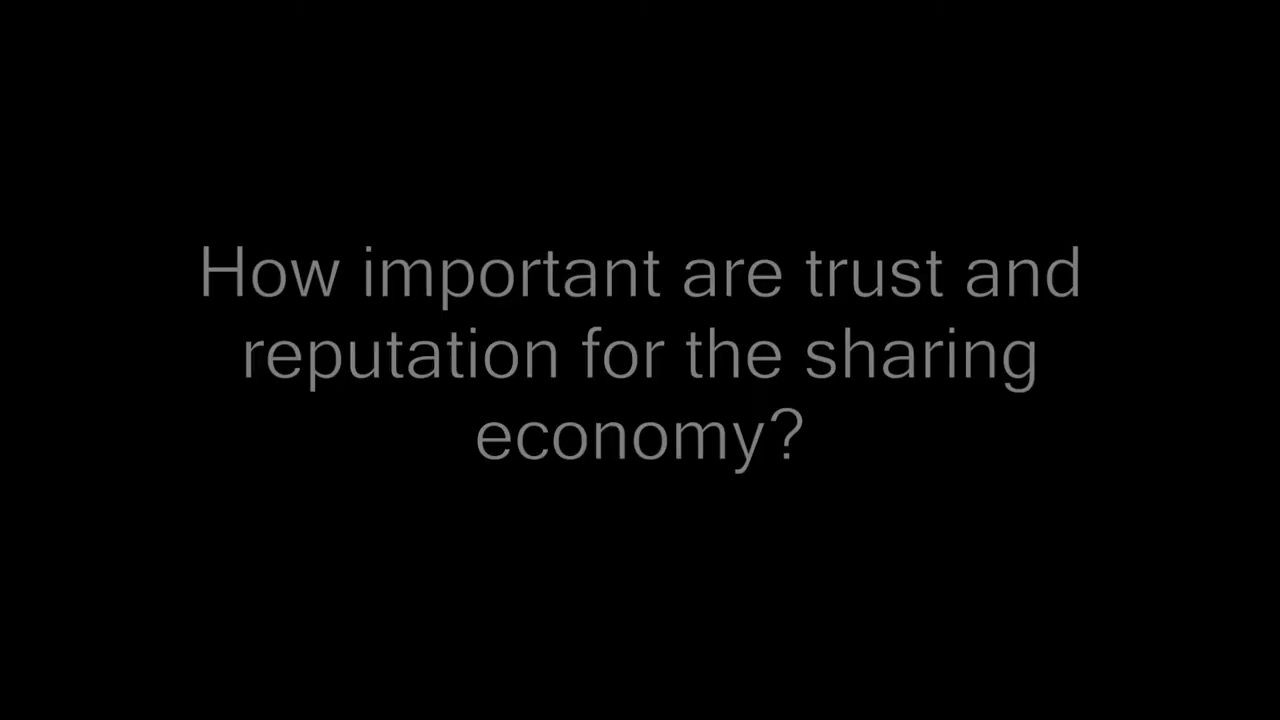 How important are trust and
reputation for the sharing
economy?